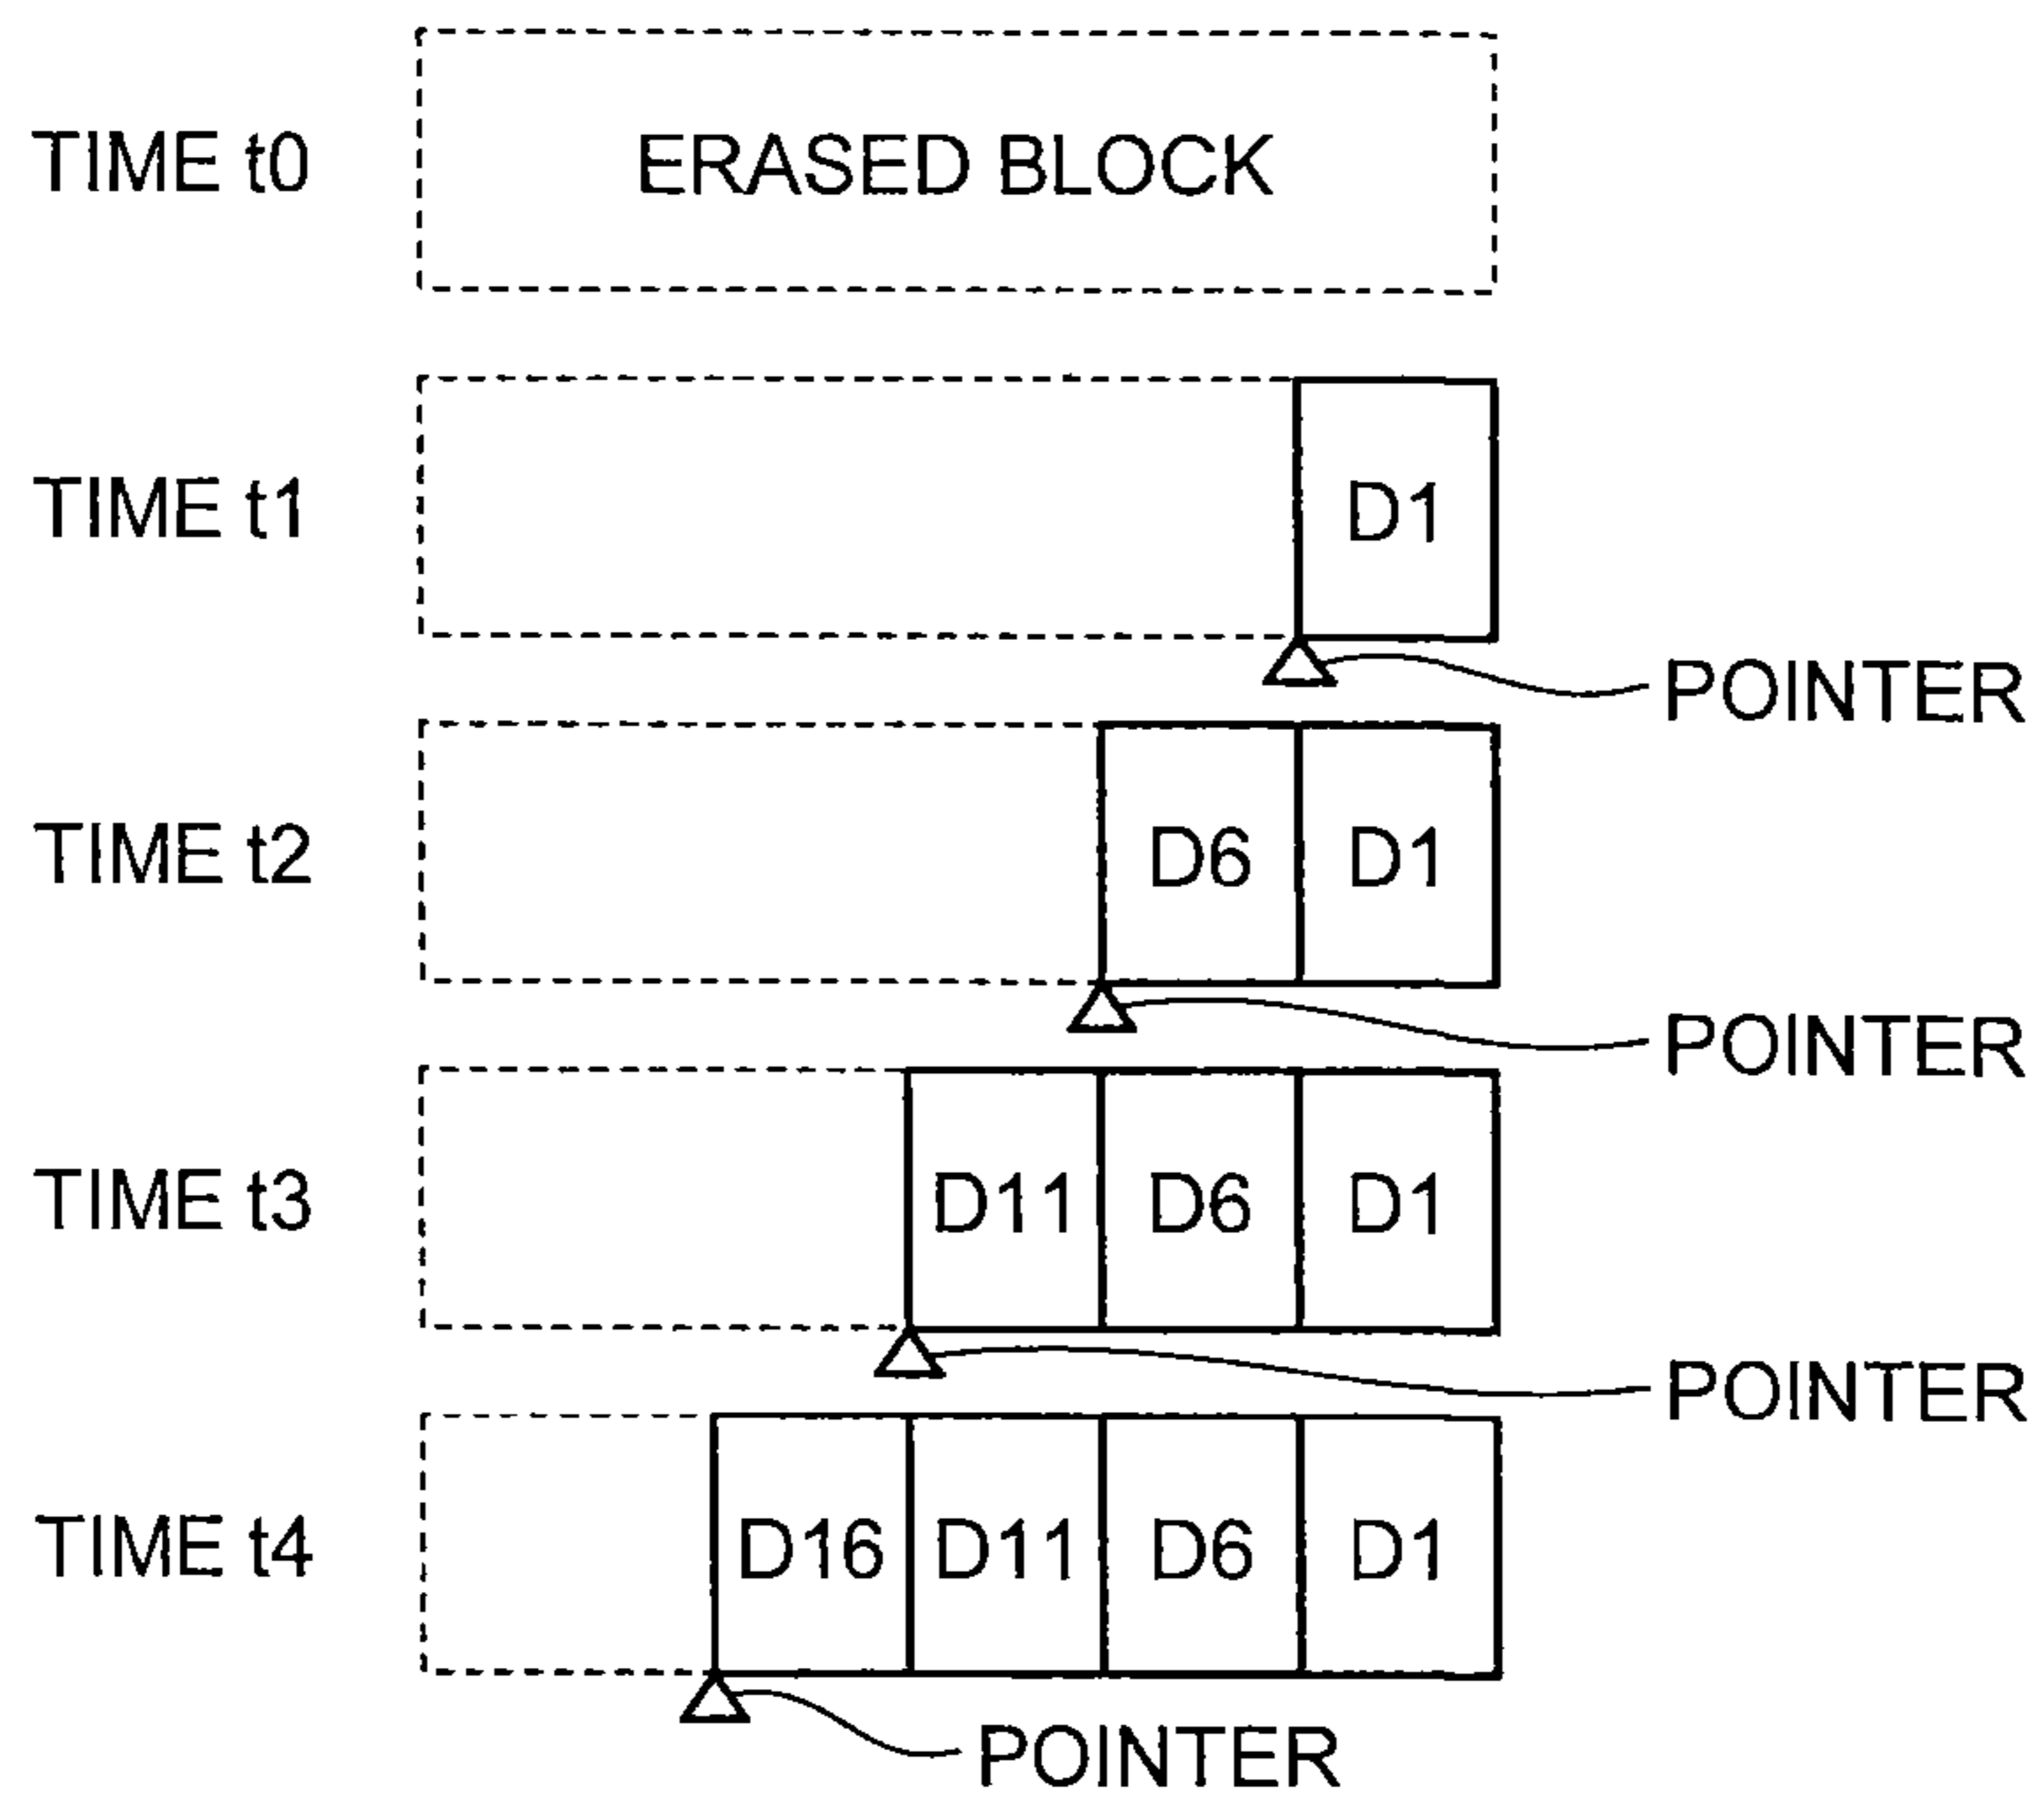 TIME t0
ERASED BLOCK
TIME t1
D1
POINTER
TIME t2
D6 D1
POINTER
TIME t3
D11 D6 D1
POINTER
TIME t4
D16 D11 D6 D1
POINTER